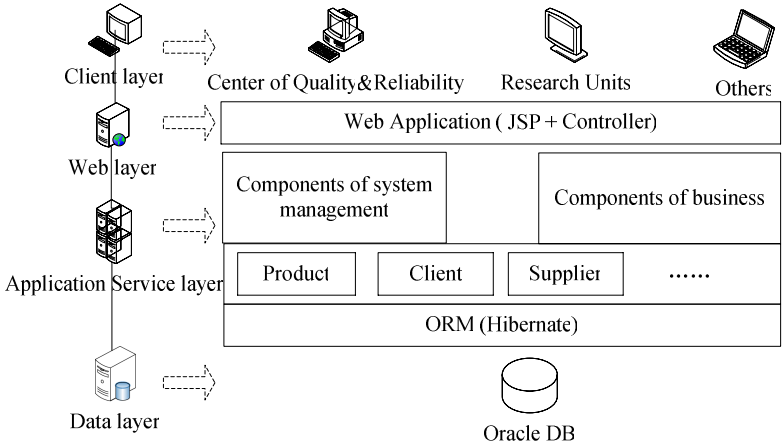 Client layer
Center of Quality&Reliability
Research Units
Others
Web Application ( JSP + Controller)
Web layer
Components of system
management
Components of business
Application Service layer
Product
Client
Supplier
……
ORM (Hibernate)
Data layer
Oracle DB